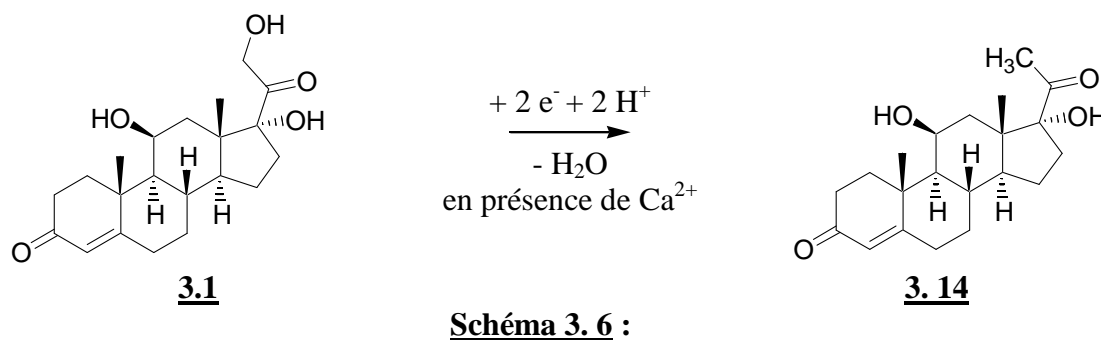 OH
O
HO
OH
H
H
H
O
3.1
+ 2 e⁻ + 2 H⁺
- H₂O
en présence de Ca²⁺
H₃C
O
HO
OH
H
H
H
O
3. 14
Schéma 3. 6 :